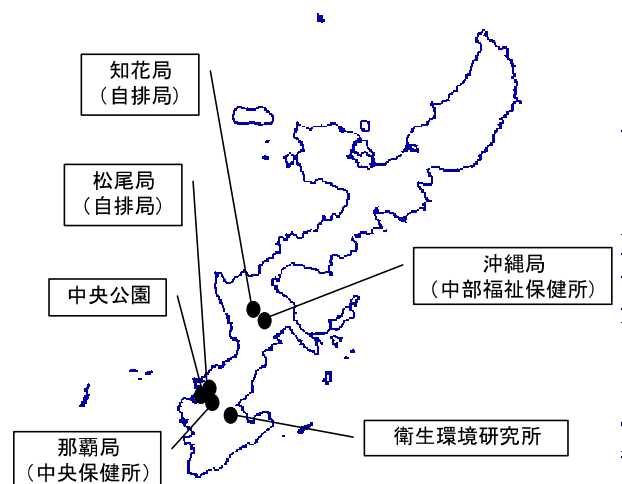 知花局
（自排局）
松尾局
（自排局）
沖縄局
（中部福祉保健所）
中央公園
那覇局
（中央保健所）
衛生環境研究所